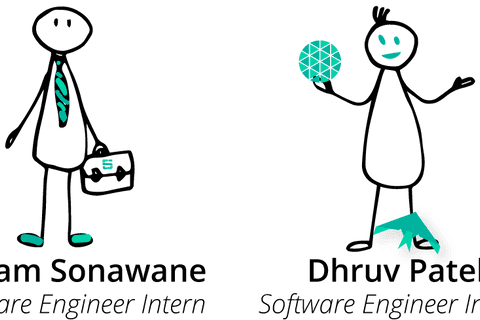 am Sonawane
Dhruv Patel
are Engineer Intern
Software Engineer In